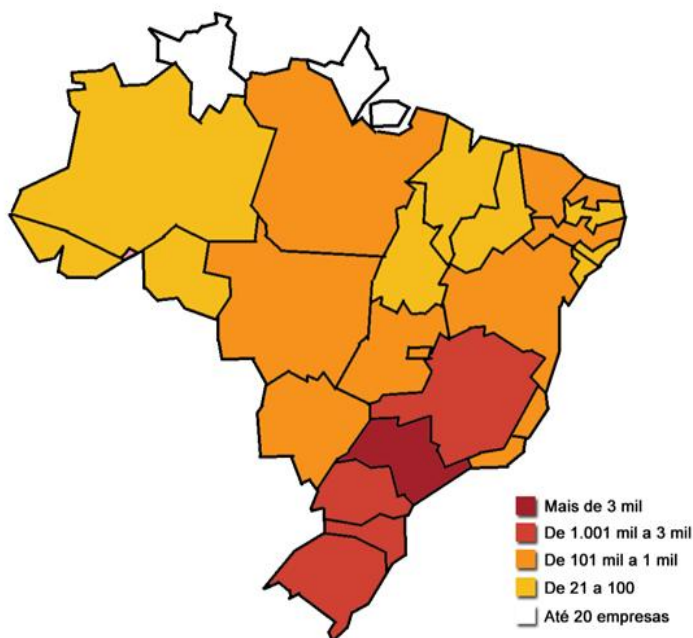 Mais de 3 mil
De 1.001 mil a 3 mil
De 101 mil a 1 mil
De 21 a 100
Até 20 empresas